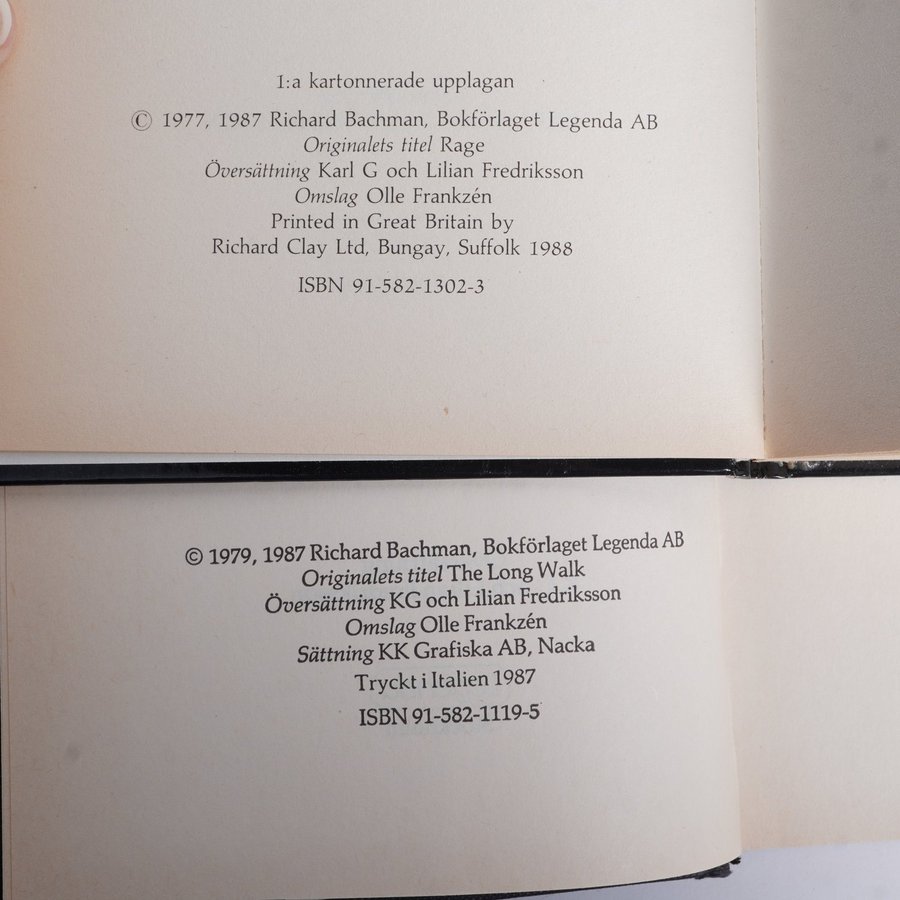 1:a kartonnerade upplagan
© 1977, 1987 Richard Bachman, Bokförlaget Legenda AB
Originalets titel Rage
Översättning Karl G och Lilian Fredriksson
Omslag Olle Frankzén
Printed in Great Britain by
Richard Clay Ltd, Bungay, Suffolk 1988
ISBN 91-582-1302-3
© 1979, 1987 Richard Bachman, Bokförlaget Legenda AB
Originalets titel The Long Walk
Översättning KG och Lilian Fredriksson
Omslag Olle Frankzén
Sättning KK Grafiska AB, Nacka
Tryckt i Italien 1987
ISBN 91-582-1119-5